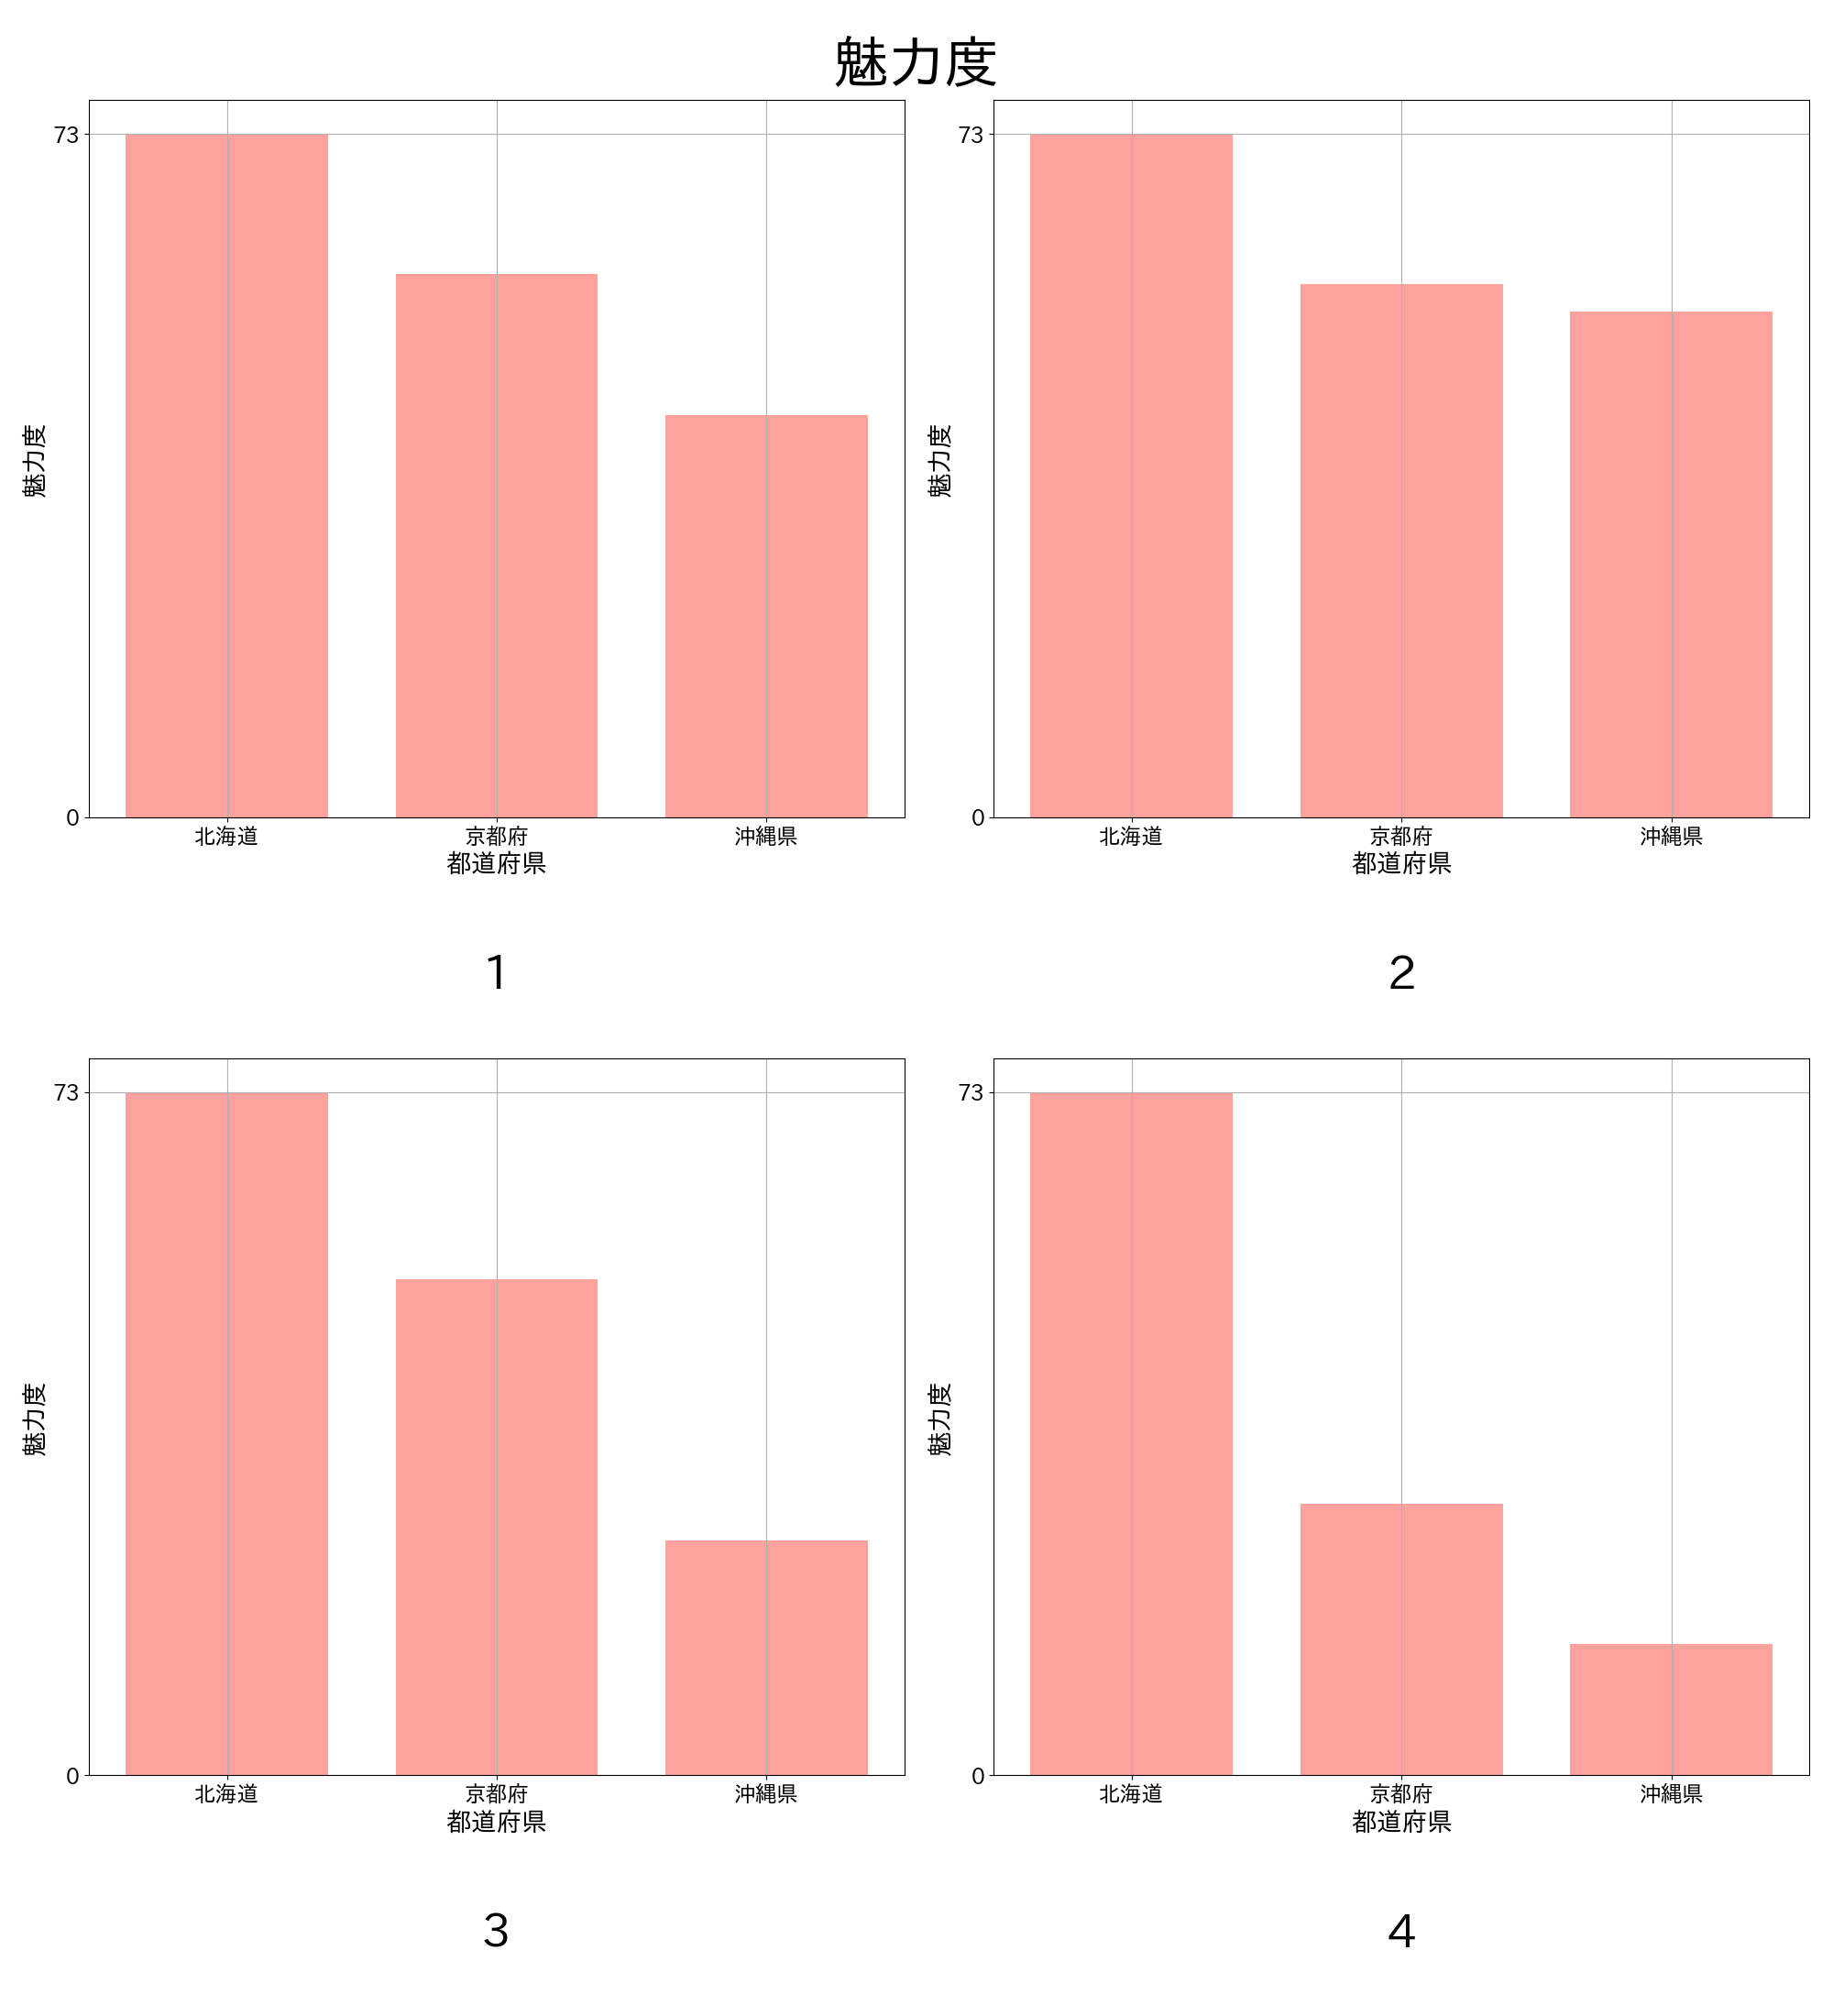 魅力度
73
0
魅力度
北海道 京都府 沖縄県
都道府県
1
73
0
魅力度
北海道 京都府 沖縄県
都道府県
2
73
0
魅力度
北海道 京都府 沖縄県
都道府県
3
73
0
魅力度
北海道 京都府 沖縄県
都道府県
4